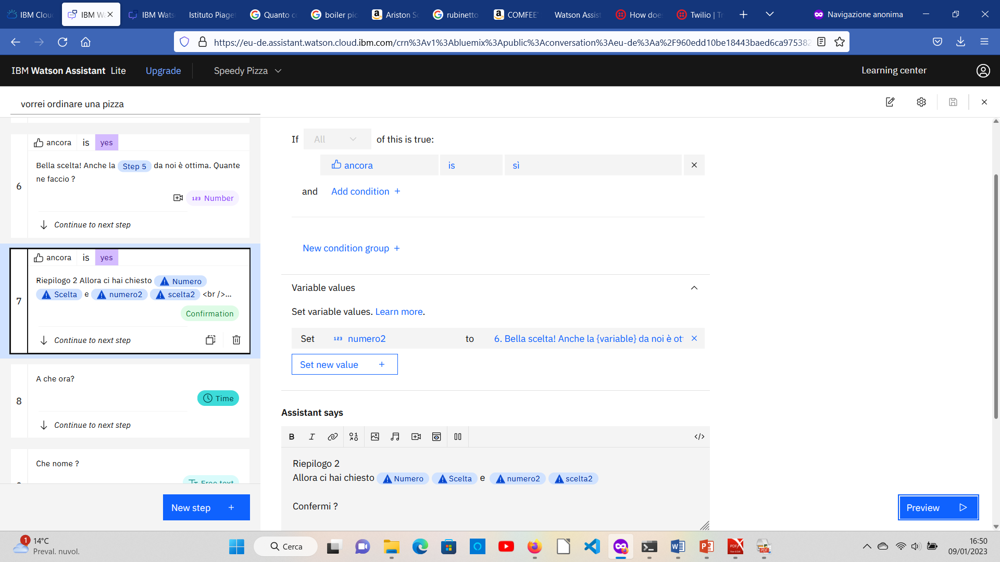 IBM Clou
IBM Wa
IBM Wats
Istituto Piaget
Quanto co
boiler pic
Ariston Sc
rubinetto
COMFEE'
Watson Assist
How does
Twilio | Tr
Navigazione anonima
https://eu-de.assistant.watson.cloud.ibm.com/crn%3Av1%3Abluemix%3Apublic%3Aconversation%3Aeu-de%3Aa%2F960edd10be18443baed6ca975382
IBM Watson Assistant Lite
Upgrade
Speedy Pizza
Learning center
vorrei ordinare una pizza
6
ancora is yes
Bella scelta! Anche la Step 5 da noi è ottima. Quante
ne faccio ?
123 Number
Continue to next step
7
ancora is yes
Riepilogo 2 Allora ci hai chiesto Numero
Scelta e numero2 scelta2 <br />...
Confirmation
Continue to next step
8
A che ora?
Time
Continue to next step
Che nome ?
Free text
New step +
If All of this is true:
ancora is sì
and Add condition +
New condition group +
Variable values
Set variable values. Learn more.
Set 123 numero2 to 6. Bella scelta! Anche la {variable} da noi è ot
Set new value +
Assistant says
B I </>
Riepilogo 2
Allora ci hai chiesto Numero Scelta e numero2 scelta2
Confermi ?
Preview
1
14°C
Preval. nuvol.
Cerca
16:50
09/01/2023